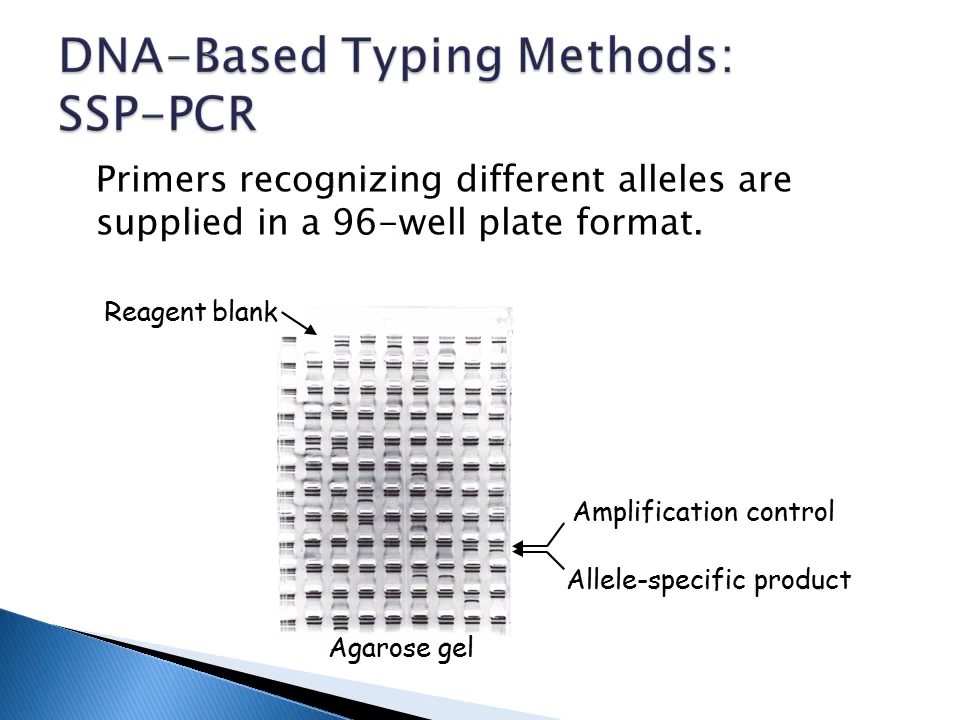 DNA-Based Typing Methods:
SSP-PCR
Primers recognizing different alleles are
supplied in a 96-well plate format.
Reagent blank
Amplification control
Allele-specific product
Agarose gel